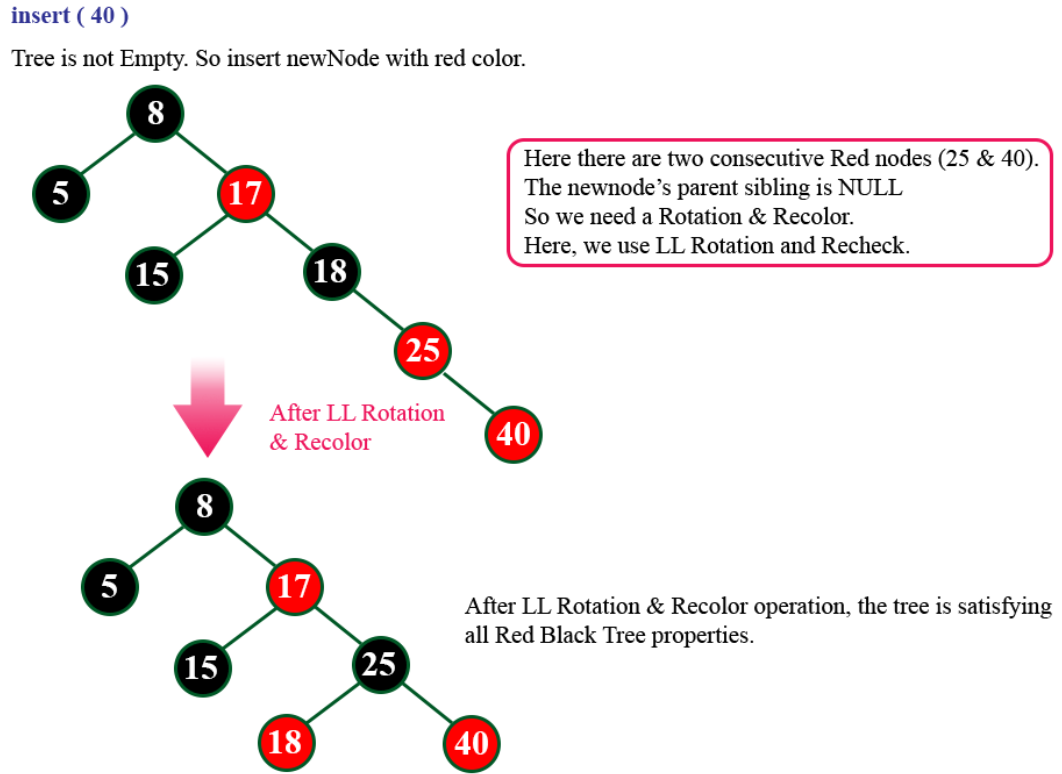 insert ( 40 )
Tree is not Empty. So insert newNode with red color.
8
5
17
15
18
25
40
Here there are two consecutive Red nodes (25 & 40).
The newnode's parent sibling is NULL
So we need a Rotation & Recolor.
Here, we use LL Rotation and Recheck.
After LL Rotation
& Recolor
8
5
17
15
25
18
40
After LL Rotation & Recolor operation, the tree is satisfying
all Red Black Tree properties.